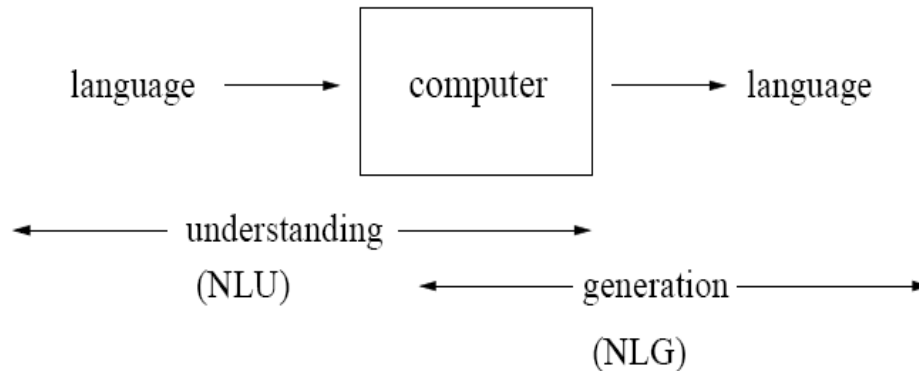 language computer language
understanding
(NLU)
generation
(NLG)